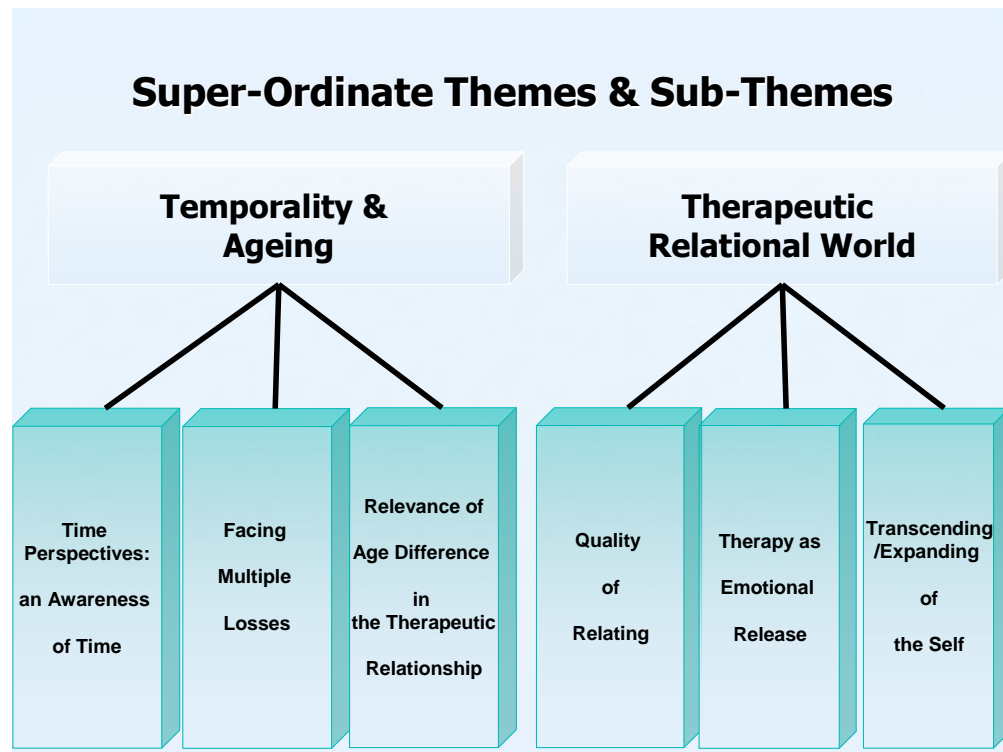 Super-Ordinate Themes & Sub-Themes
Temporality &
Ageing
Therapeutic
Relational World
Time
Perspectives:
an Awareness
of Time
Facing
Multiple
Losses
Relevance of
Age Difference
in
the Therapeutic
Relationship
Quality
of
Relating
Therapy as
Emotional
Release
Transcending
/Expanding
of
the Self